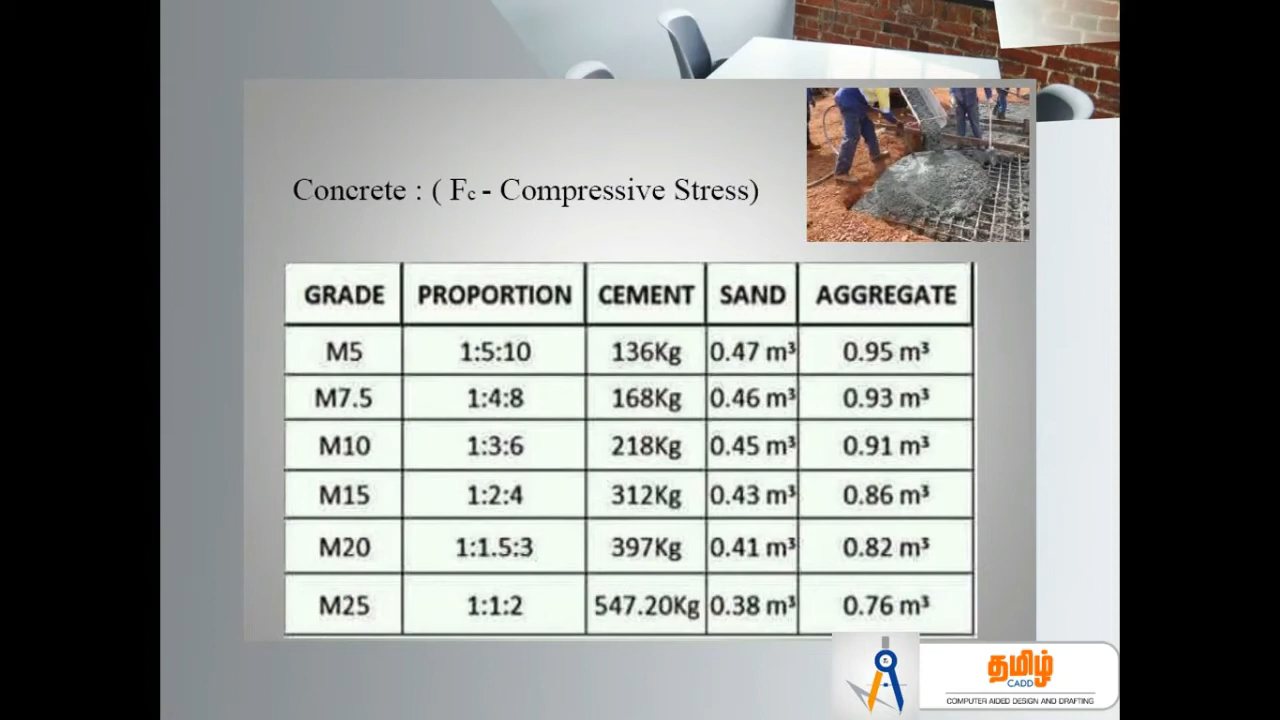 Concrete : ( Fc - Compressive Stress)
GRADE PROPORTION CEMENT SAND AGGREGATE
M5 1:5:10 136Kg 0.47 m³ 0.95 m³
M7.5 1:4:8 168Kg 0.46 m³ 0.93 m³
M10 1:3:6 218Kg 0.45 m³ 0.91 m³
M15 1:2:4 312Kg 0.43 m³ 0.86 m³
M20 1:1.5:3 397Kg 0.41 m³ 0.82 m³
M25 1:1:2 547.20Kg 0.38 m³ 0.76 m³
தமிழ்
CADD
COMPUTER AIDED DESIGN AND DRAFTING